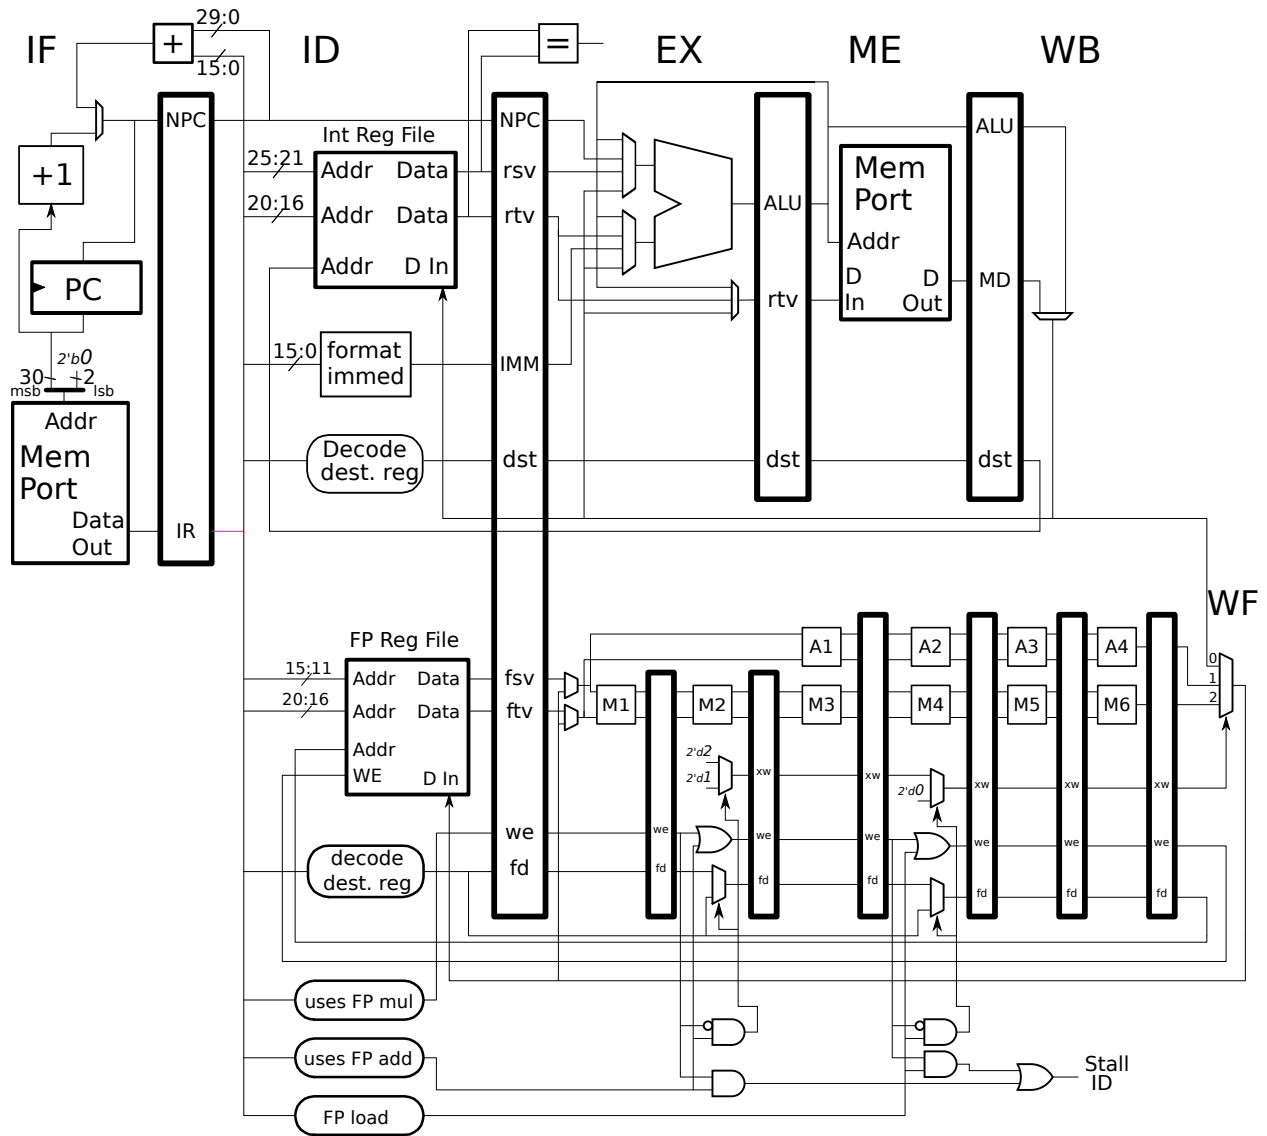 IF
ID
EX
ME
WB
+
29:0
15:0
=
NPC
NPC
ALU
Int Reg File
+1
25:21
Addr
Data
rsv
Mem
Port
20:16
Addr
Data
rtv
ALU
Addr
Addr
D In
PC
D
In
D
Out
MD
rtv
15:0
format
immed
IMM
2'b0
30
2
msb
lsb
Addr
Mem
Port
Data
Out
IR
Decode
dest. reg
dst
dst
dst
WF
FP Reg File
15:11
Addr
Data
fsv
20:16
Addr
Data
ftv
Addr
WE
D In
A1
A2
A3
A4
M1
M2
M3
M4
M5
M6
0
1
2
2'd2
2'd1
xw
xw
2'd0
xw
xw
xw
we
we
we
we
we
we
we
decode
dest. reg
fd
fd
fd
fd
fd
fd
fd
uses FP mul
uses FP add
FP load
Stall
ID